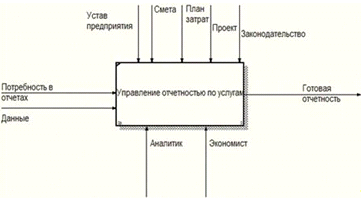 Устав
предприятия
Смета
План
затрат
Проект
Законодательство
Потребность в
отчетах
Данные
Управление отчетностью по услугам
Готовая
отчетность
Аналитик
Экономист